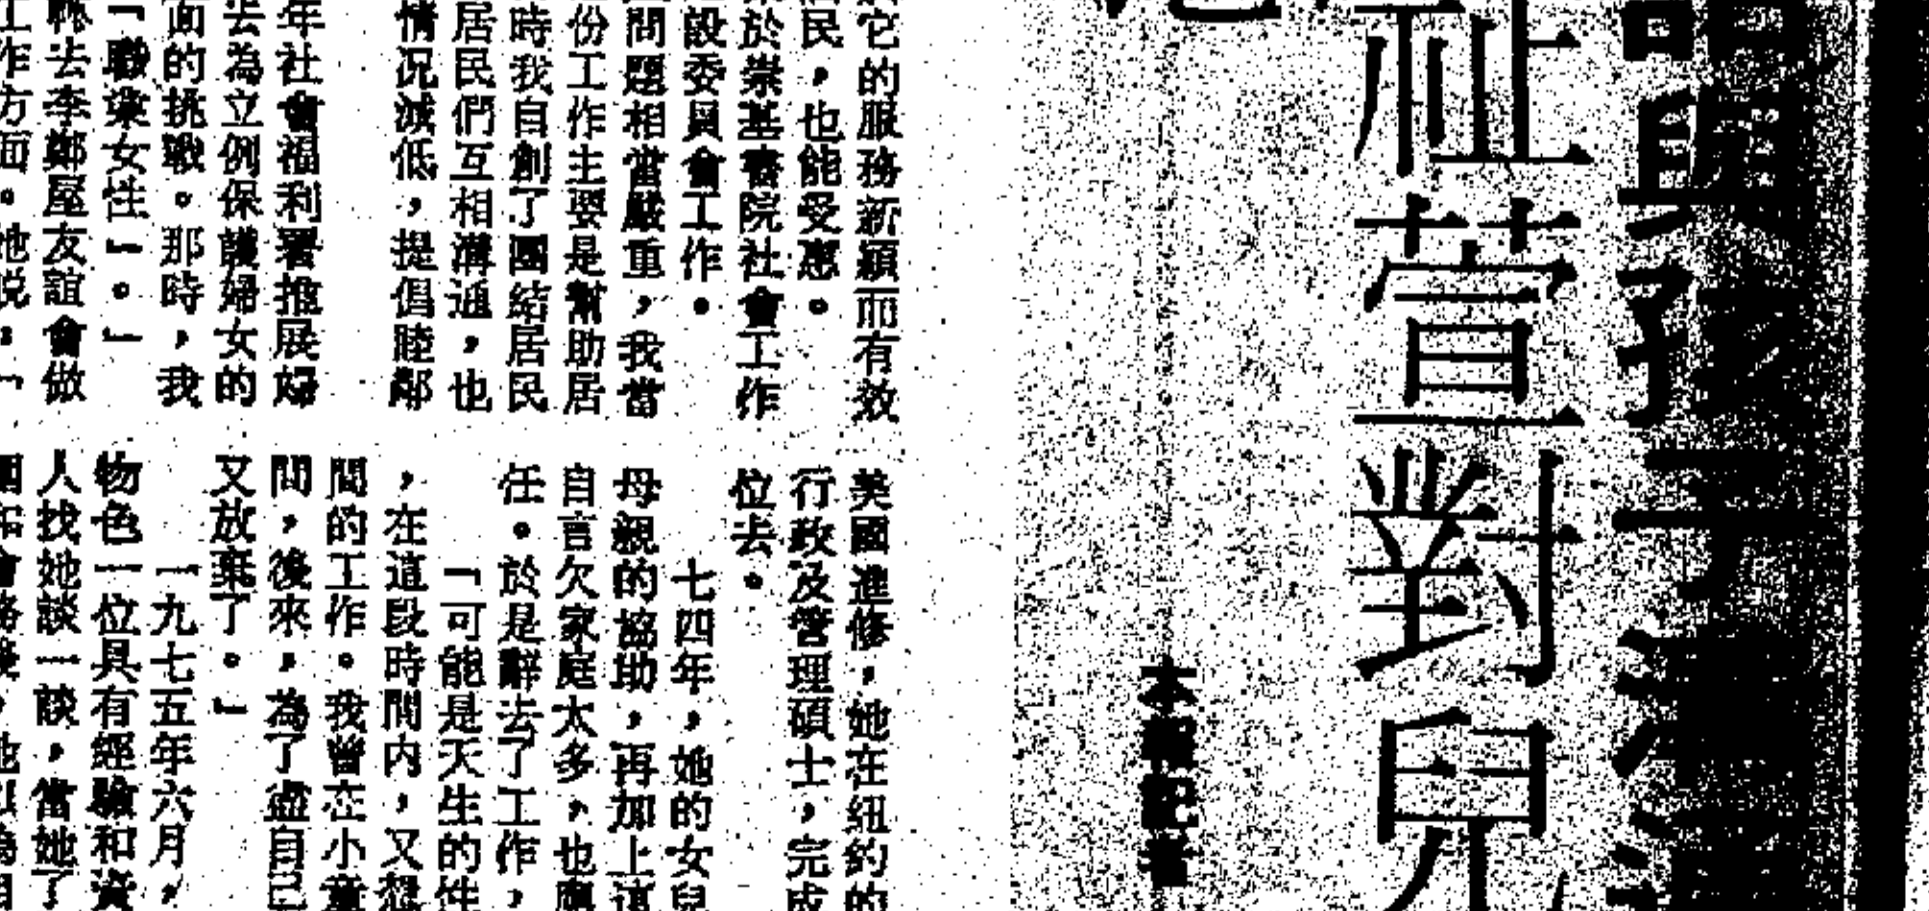 與孩子
社萱對兒
本報記者
它的服務新穎而有效
民，也能受惠。
於崇基書院社會工作
設委員會工作。
問題相當嚴重，我當
份工作主要是幫助居
時我自創了團結居民
居民們互相溝通，也
情況減低，提倡睦鄰
年社會福利署推展婦
去為立例保護婦女的
面的挑戰。那時，我
「職業女性」。」
去李鄭屋友誼會做
工作方面。她說：「
美國進修，她在紐約的
行政及管理碩士，完成
位去。
七四年，她的女兒
母親的協助，再加上這
自言欠家庭太多，也應
任。於是辭去了工作，
「可能是天生的性
，在這段時間內，又想
間的工作。我曾在小童
間，後來，為了
自己
又放棄了。」
一九七五年六月，
物色一位具有經驗和資
人找她談一談，當她了